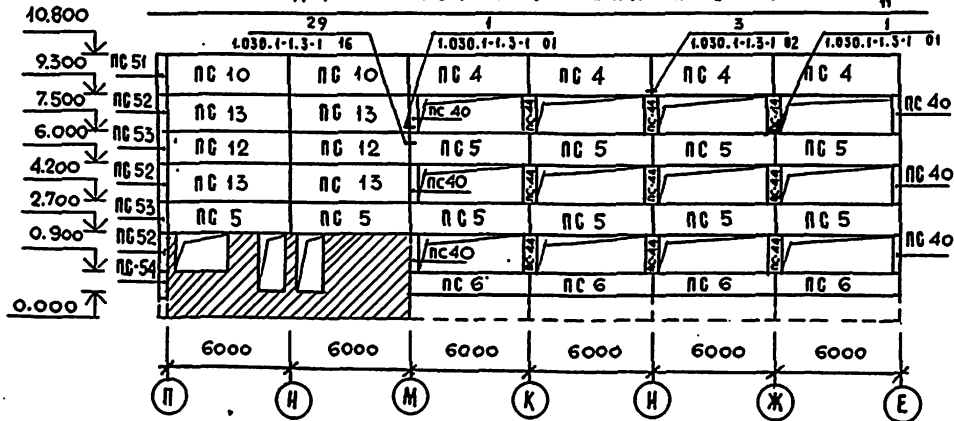 10.800
29 1 3 1
1.030.1-1.3-1 16 1.030.1-1.3-1 01 1.030.1-1.3-1 02 1.030.1-1.3-1 01
9.300 ПС 51 ПС 10 ПС 10 ПС 4 ПС 4 ПС 4 ПС 4
7.500 ПС 52 ПС 13 ПС 13 ПС 40 ПС-44 ПС-44 ПС-44 ПС 40
6.000 ПС 53 ПС 12 ПС 12 ПС 5 ПС 5 ПС 5 ПС 5
4.200 ПС 52 ПС 13 ПС 13 ПС40 ПС-44 ПС-44 ПС-44 ПС 40
2.700 ПС 53 ПС 5 ПС 5 ПС 5 ПС 5 ПС 5 ПС 5
0.900 ПС 52 ПС40 ПС-44 ПС-44 ПС-44 ПС 40
ПС-54 ПС 6 ПС 6 ПС 6 ПС 6
0.000
6000 6000 6000 6000 6000 6000
П Н М К И Ж Е